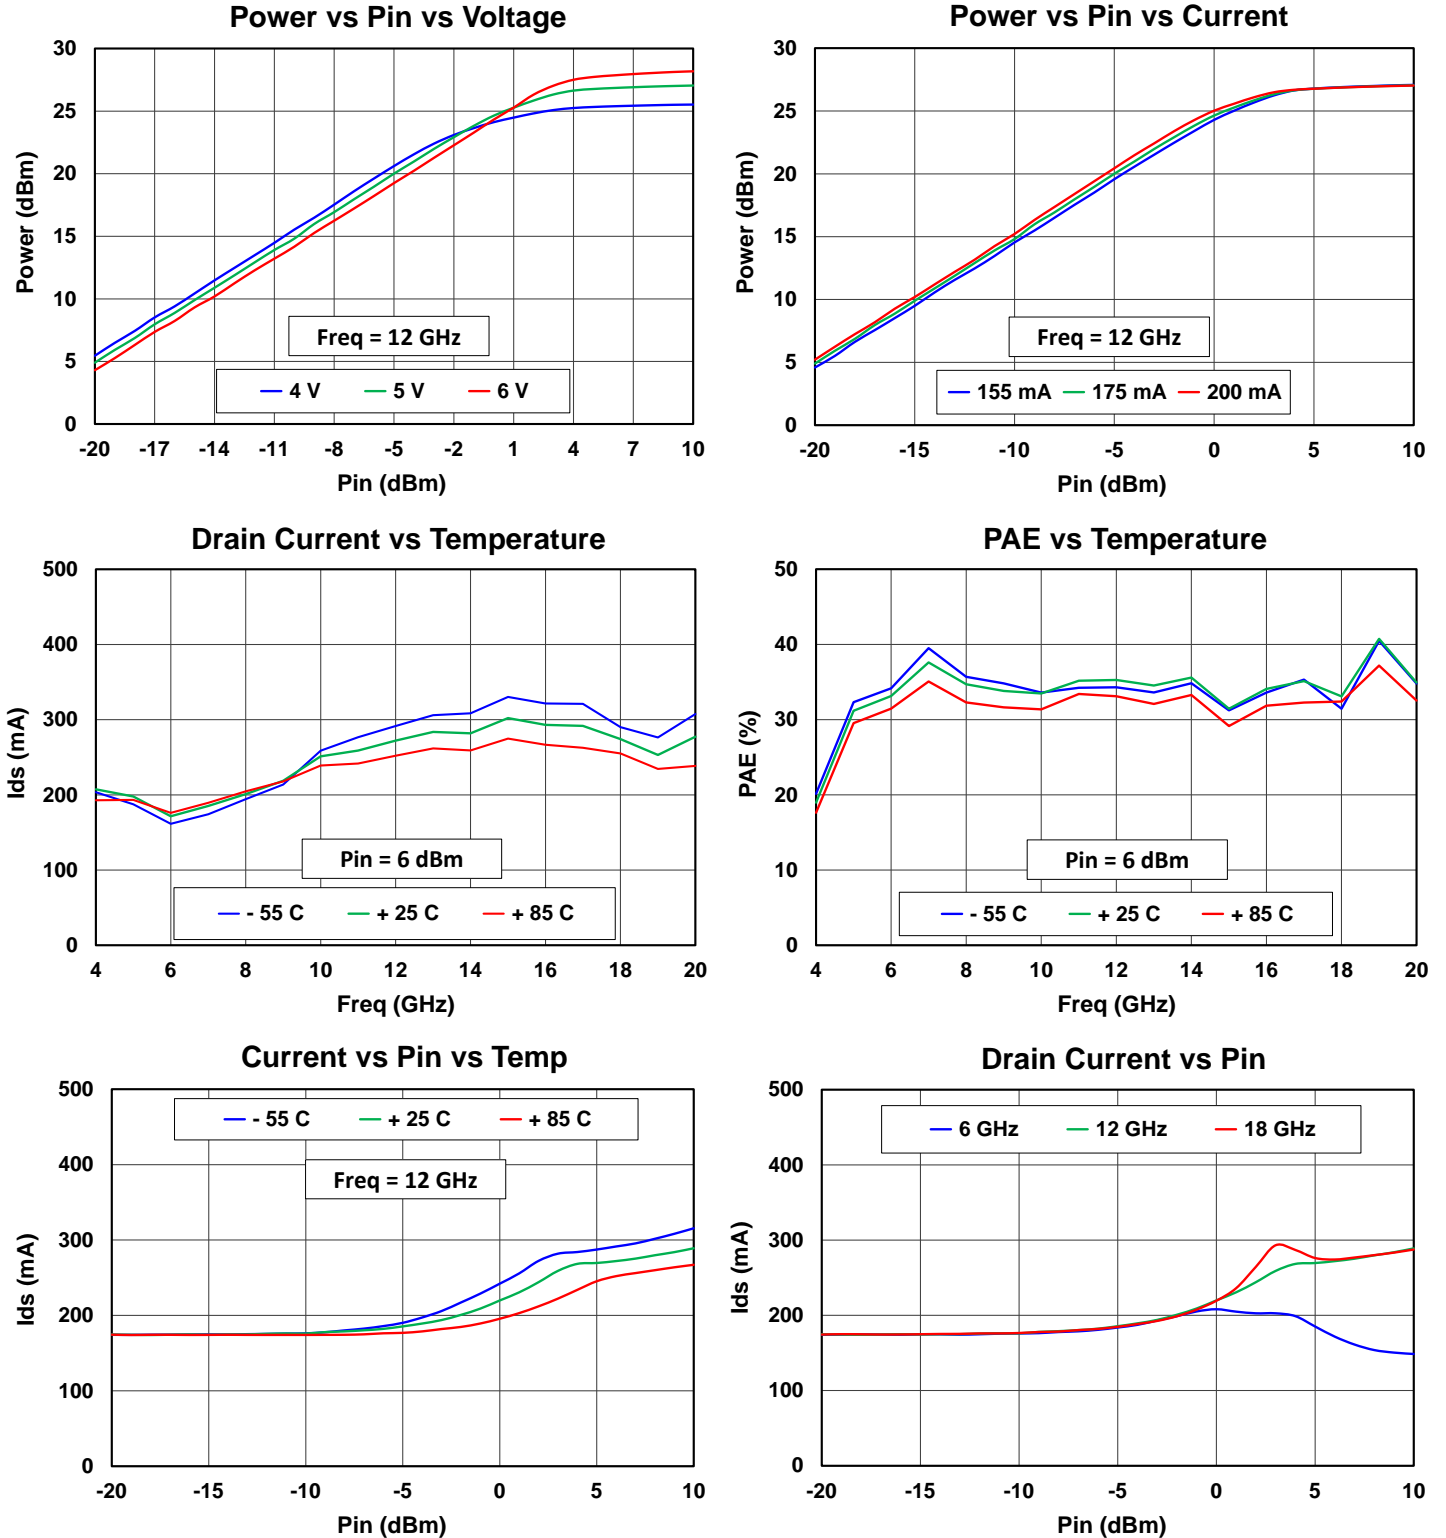 Power vs Pin vs Voltage
30
25
20
15
10
5
0
Power (dBm)
Freq = 12 GHz
4 V 5 V 6 V
-20 -17 -14 -11 -8 -5 -2 1 4 7 10
Pin (dBm)
Power vs Pin vs Current
30
25
20
15
10
5
0
Power (dBm)
Freq = 12 GHz
155 mA 175 mA 200 mA
-20 -15 -10 -5 0 5 10
Pin (dBm)
Drain Current vs Temperature
500
400
300
200
100
0
Ids (mA)
Pin = 6 dBm
- 55 C + 25 C + 85 C
4 6 8 10 12 14 16 18 20
Freq (GHz)
PAE vs Temperature
50
40
30
20
10
0
PAE (%)
Pin = 6 dBm
- 55 C + 25 C + 85 C
4 6 8 10 12 14 16 18 20
Freq (GHz)
Current vs Pin vs Temp
500
400
300
200
100
0
Ids (mA)
- 55 C + 25 C + 85 C
Freq = 12 GHz
-20 -15 -10 -5 0 5 10
Pin (dBm)
Drain Current vs Pin
500
400
300
200
100
0
Ids (mA)
6 GHz 12 GHz 18 GHz
-20 -15 -10 -5 0 5 10
Pin (dBm)